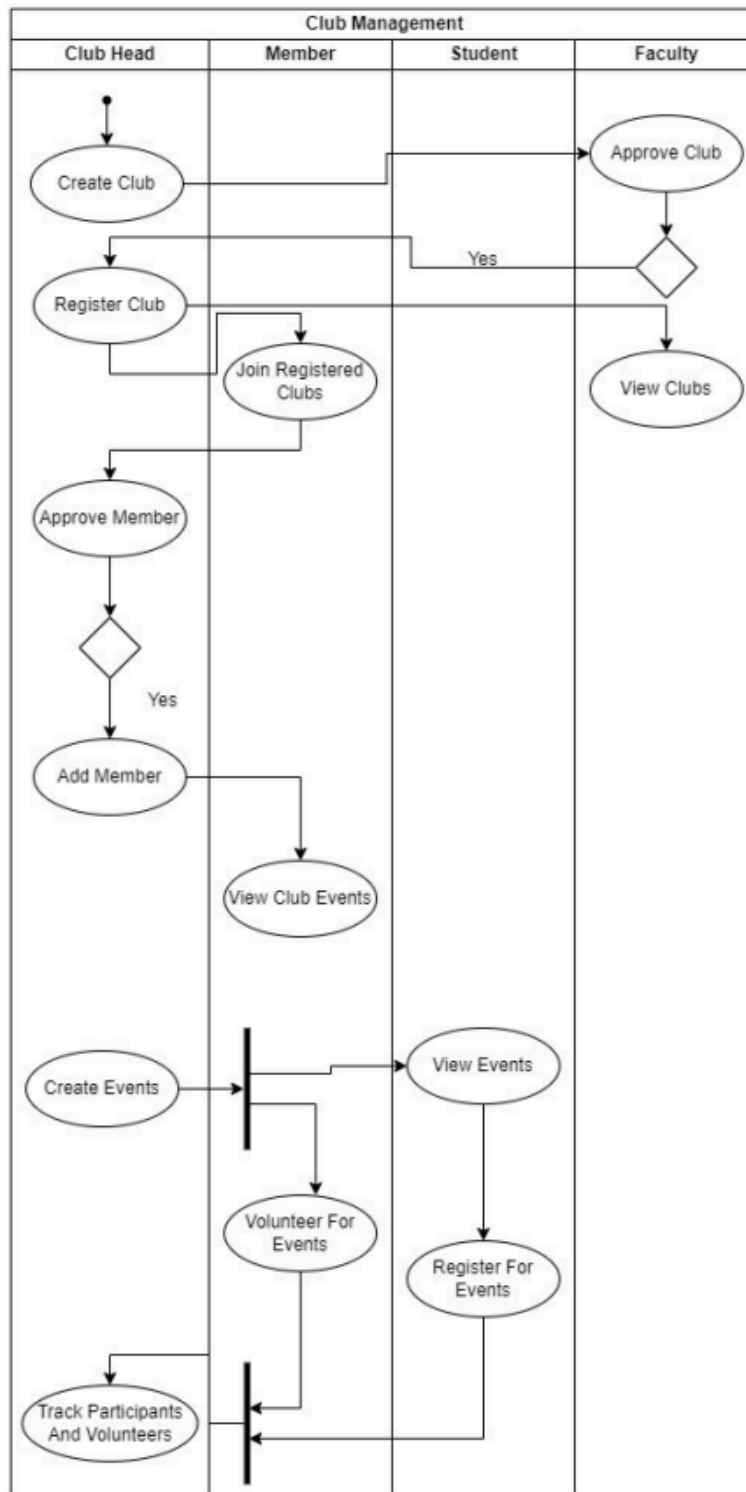 Club Management
Club Head
Member
Student
Faculty
Create Club
Approve Club
Yes
Register Club
Join Registered
Clubs
View Clubs
Approve Member
Yes
Add Member
View Club Events
Create Events
View Events
Volunteer For
Events
Register For
Events
Track Participants
And Volunteers